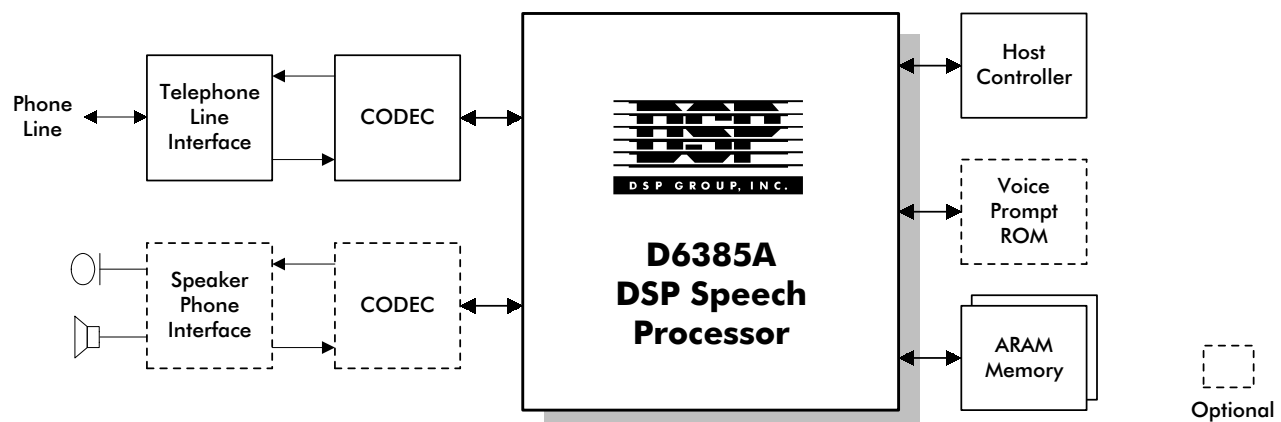 Phone
Line
Telephone
Line
Interface
CODEC
DSP
DSP GROUP, INC.
D6385A
DSP Speech
Processor
Host
Controller
Voice
Prompt
ROM
ARAM
Memory
Speaker
Phone
Interface
CODEC
Optional